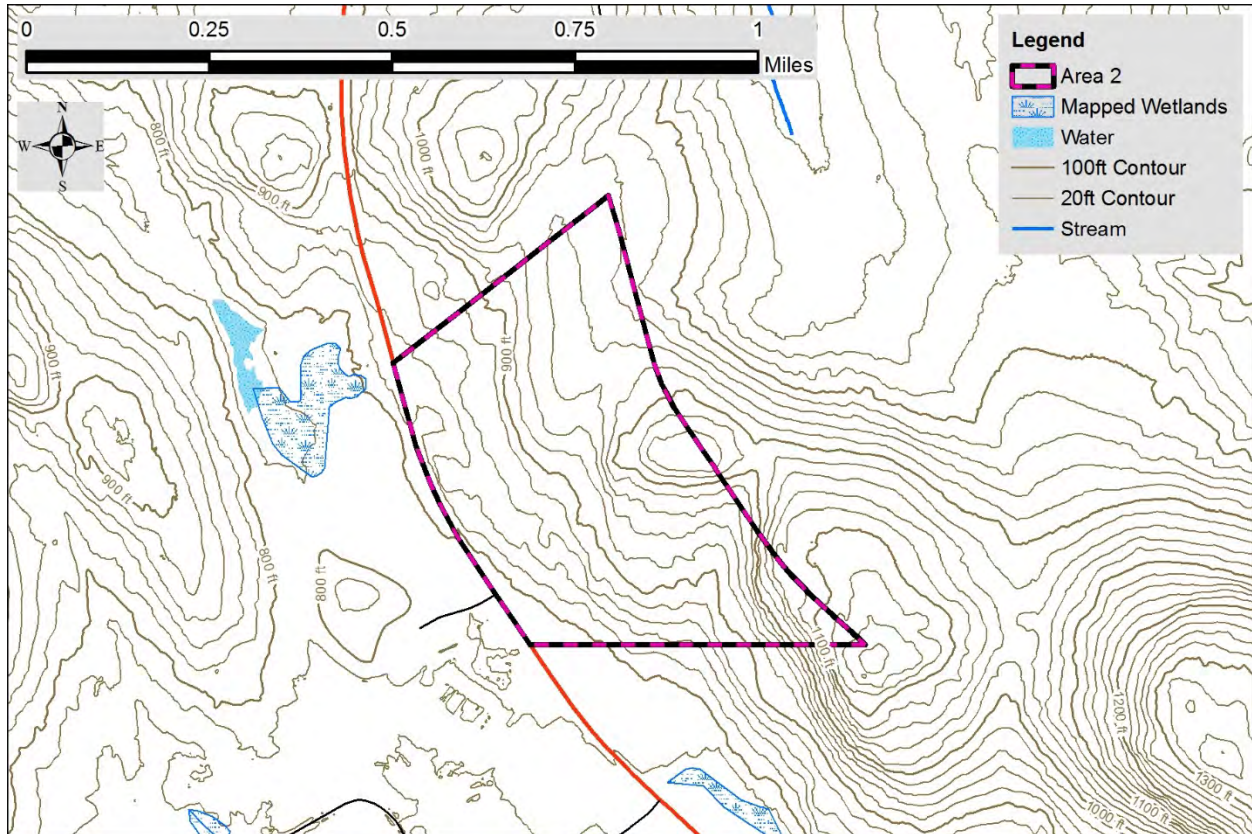 0 0.25 0.5 0.75 1
Miles
N
W E
S
Legend
Area 2
Mapped Wetlands
Water
100ft Contour
20ft Contour
Stream
800 ft
1000 ft
900 ft
900 ft
900 ft
900 ft
800 ft
800 ft
1100 ft
1200 ft
1300 ft
1000 ft
1100 ft